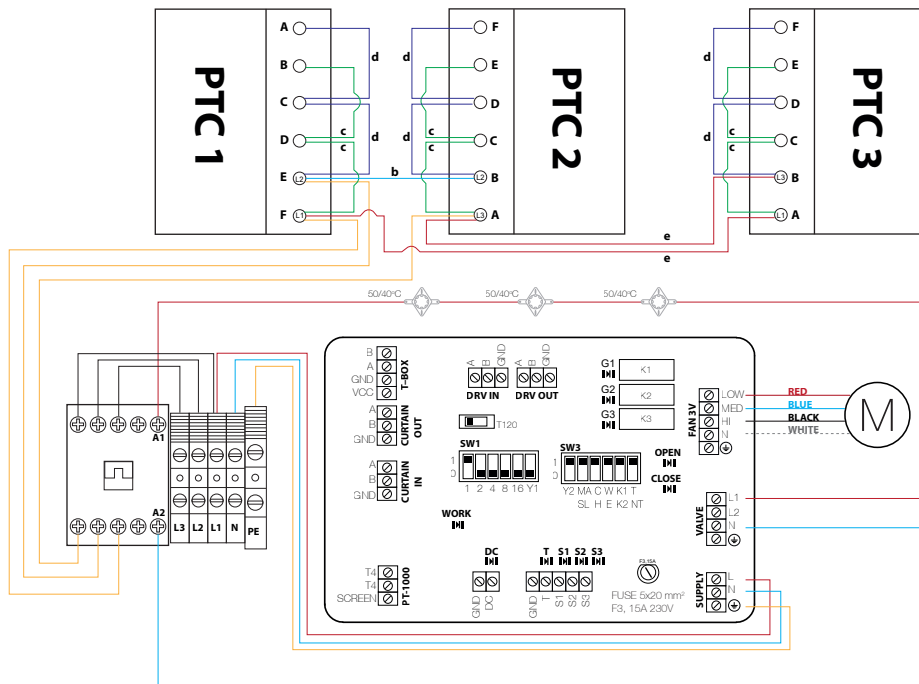 PTC 1
A
B
C
D
E
F
L2
L1
d
d
c
c
b
PTC 2
F
E
D
C
B
A
L2
L3
d
d
c
c
PTC 3
F
E
D
C
B
A
L3
L1
d
d
c
c
e
e
50/40°C
50/40°C
50/40°C
A1
A2
L3
L2
L1
N
PE
B
A
GND
VCC
T-BOX
A
B
GND
CURTAIN OUT
A
B
GND
CURTAIN IN
T4
T4
SCREEN
PT-1000
A
B
GND
DRV IN
A
B
GND
DRV OUT
T120
SW1
1
1 2 4 8 16 Y1
SW3
1
Y2 MA C W K1 T
SL H E K2 NT
G1
K1
G2
K2
G3
K3
OPEN
CLOSE
WORK
DC
GND
DC
T S1 S2 S3
GND
T
S1
S2
S3
F3,15A
FUSE 5x20 mm²
F3, 15A 230V
LOW
MED
HI
N
FAN 3V
RED
BLUE
BLACK
WHITE
M
L1
L2
N
VALVE
L
N
SUPPLY